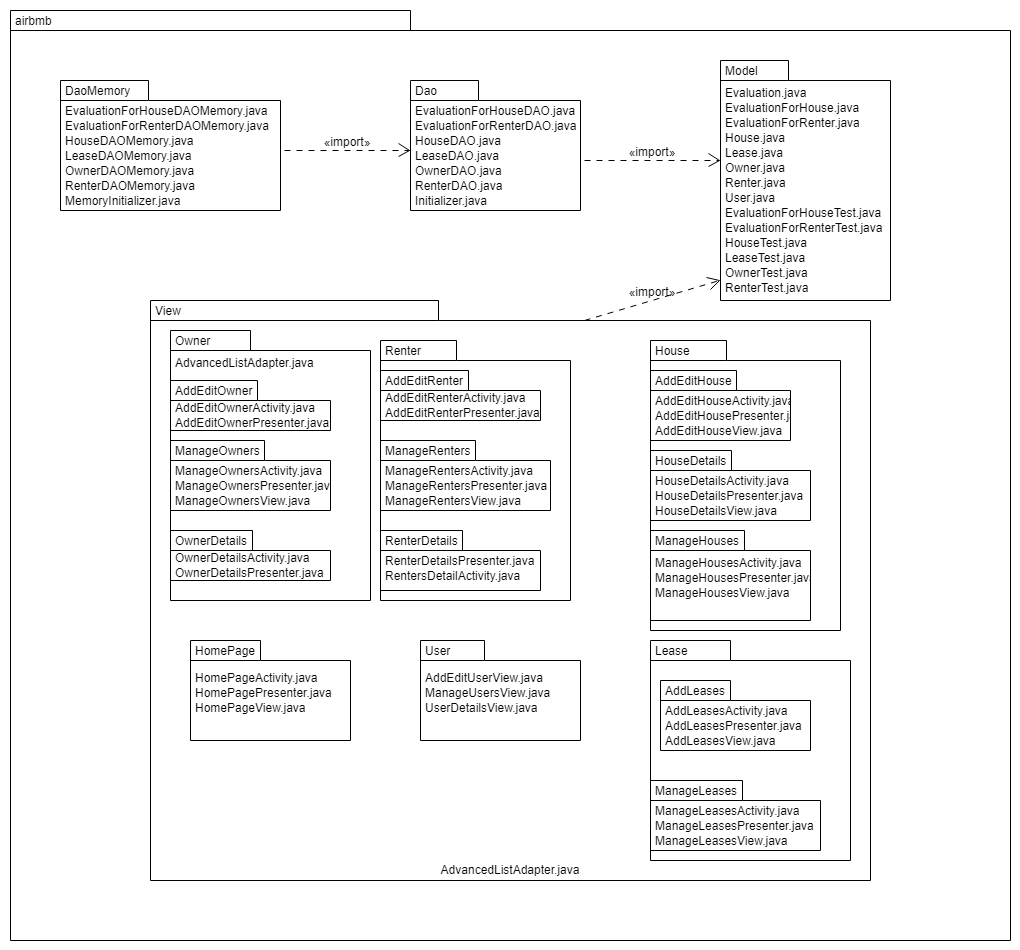 airbmb
DaoMemory
EvaluationForHouseDAOMemory.java
EvaluationForRenterDAOMemory.java
HouseDAOMemory.java
LeaseDAOMemory.java
OwnerDAOMemory.java
RenterDAOMemory.java
MemoryInitializer.java
«import»
Dao
EvaluationForHouseDAO.java
EvaluationForRenterDAO.java
HouseDAO.java
LeaseDAO.java
OwnerDAO.java
RenterDAO.java
Initializer.java
«import»
Model
Evaluation.java
EvaluationForHouse.java
EvaluationForRenter.java
House.java
Lease.java
Owner.java
Renter.java
User.java
EvaluationForHouseTest.java
EvaluationForRenterTest.java
HouseTest.java
LeaseTest.java
OwnerTest.java
RenterTest.java
«import»
View
Owner
AdvancedListAdapter.java
AddEditOwner
AddEditOwnerActivity.java
AddEditOwnerPresenter.java
ManageOwners
ManageOwnersActivity.java
ManageOwnersPresenter.jav
ManageOwnersView.java
OwnerDetails
OwnerDetailsActivity.java
OwnerDetailsPresenter.java
Renter
AddEditRenter
AddEditRenterActivity.java
AddEditRenterPresenter.java
ManageRenters
ManageRentersActivity.java
ManageRentersPresenter.java
ManageRentersView.java
RenterDetails
RenterDetailsPresenter.java
RentersDetailActivity.java
House
AddEditHouse
AddEditHouseActivity.java
AddEditHousePresenter.j
AddEditHouseView.java
HouseDetails
HouseDetailsActivity.java
HouseDetailsPresenter.java
HouseDetailsView.java
ManageHouses
ManageHousesActivity.java
ManageHousesPresenter.java
ManageHousesView.java
HomePage
HomePageActivity.java
HomePagePresenter.java
HomePageView.java
User
AddEditUserView.java
ManageUsersView.java
UserDetailsView.java
Lease
AddLeases
AddLeasesActivity.java
AddLeasesPresenter.java
AddLeasesView.java
ManageLeases
ManageLeasesActivity.java
ManageLeasesPresenter.java
ManageLeasesView.java
AdvancedListAdapter.java